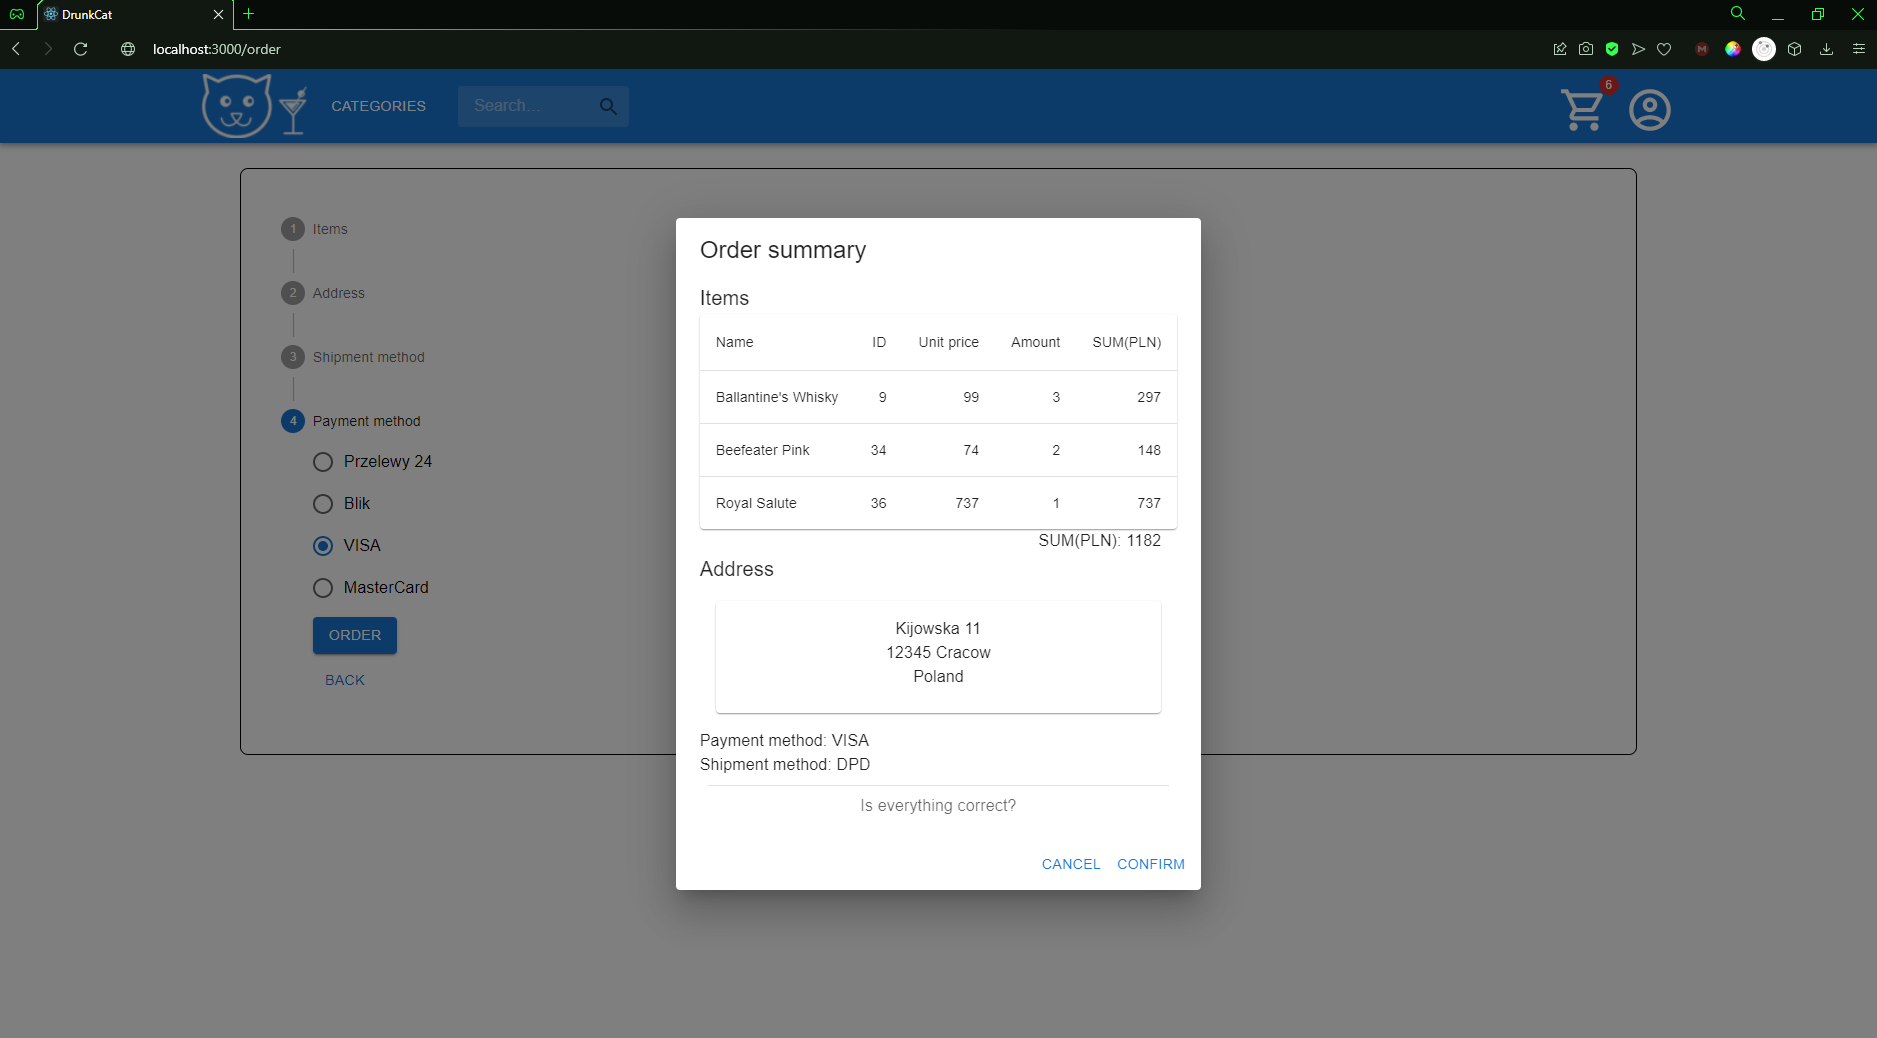 DrunkCat
localhost:3000/order
CATEGORIES
Search...
6
1 Items
2 Address
3 Shipment method
4 Payment method
Przelewy 24
Blik
VISA
MasterCard
ORDER
BACK
Order summary
Items
Name ID Unit price Amount SUM(PLN)
Ballantine's Whisky 9 99 3 297
Beefeater Pink 34 74 2 148
Royal Salute 36 737 1 737
SUM(PLN): 1182
Address
Kijowska 11
12345 Cracow
Poland
Payment method: VISA
Shipment method: DPD
Is everything correct?
CANCEL CONFIRM